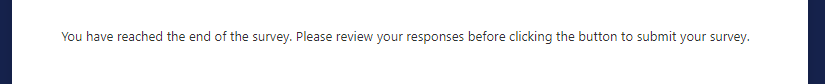 You have reached the end of the survey. Please review your responses before clicking the button to submit your survey.